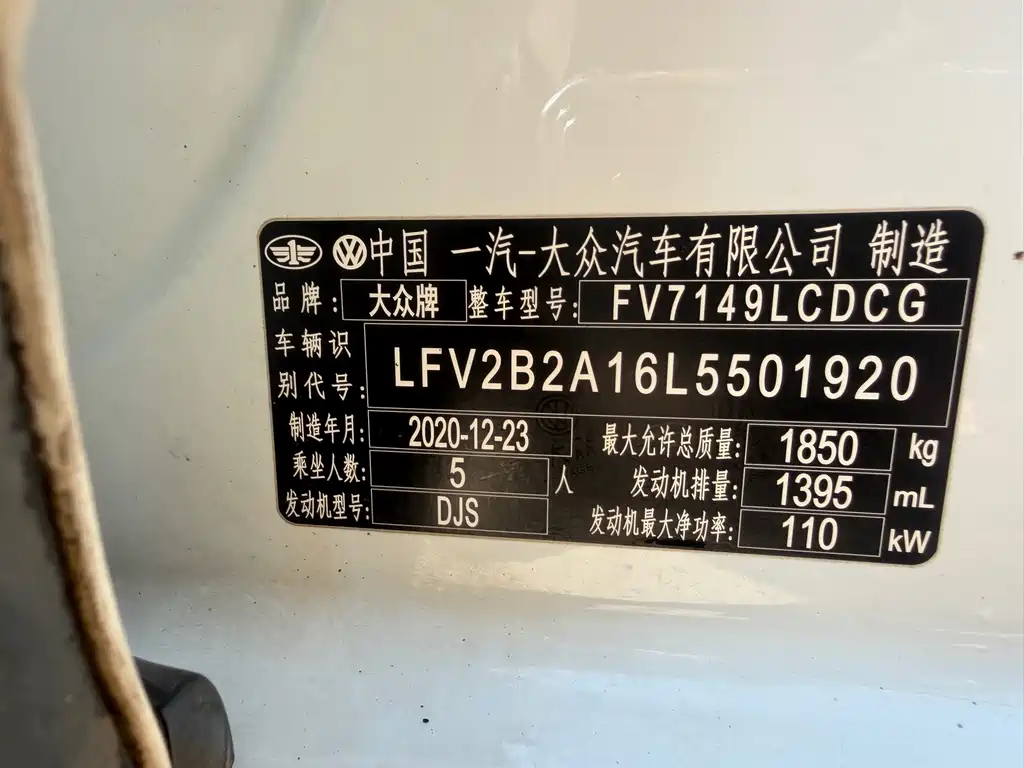 中国 一汽-大众汽车有限公司 制造
品牌: 大众牌 整车型号: FV7149LCDCG
车辆识别代号: LFV2B2A16L5501920
制造年月: 2020-12-23 最大允许总质量: 1850 kg
乘坐人数: 5 人 发动机排量: 1395 mL
发动机型号: DJS 发动机最大净功率: 110 kW